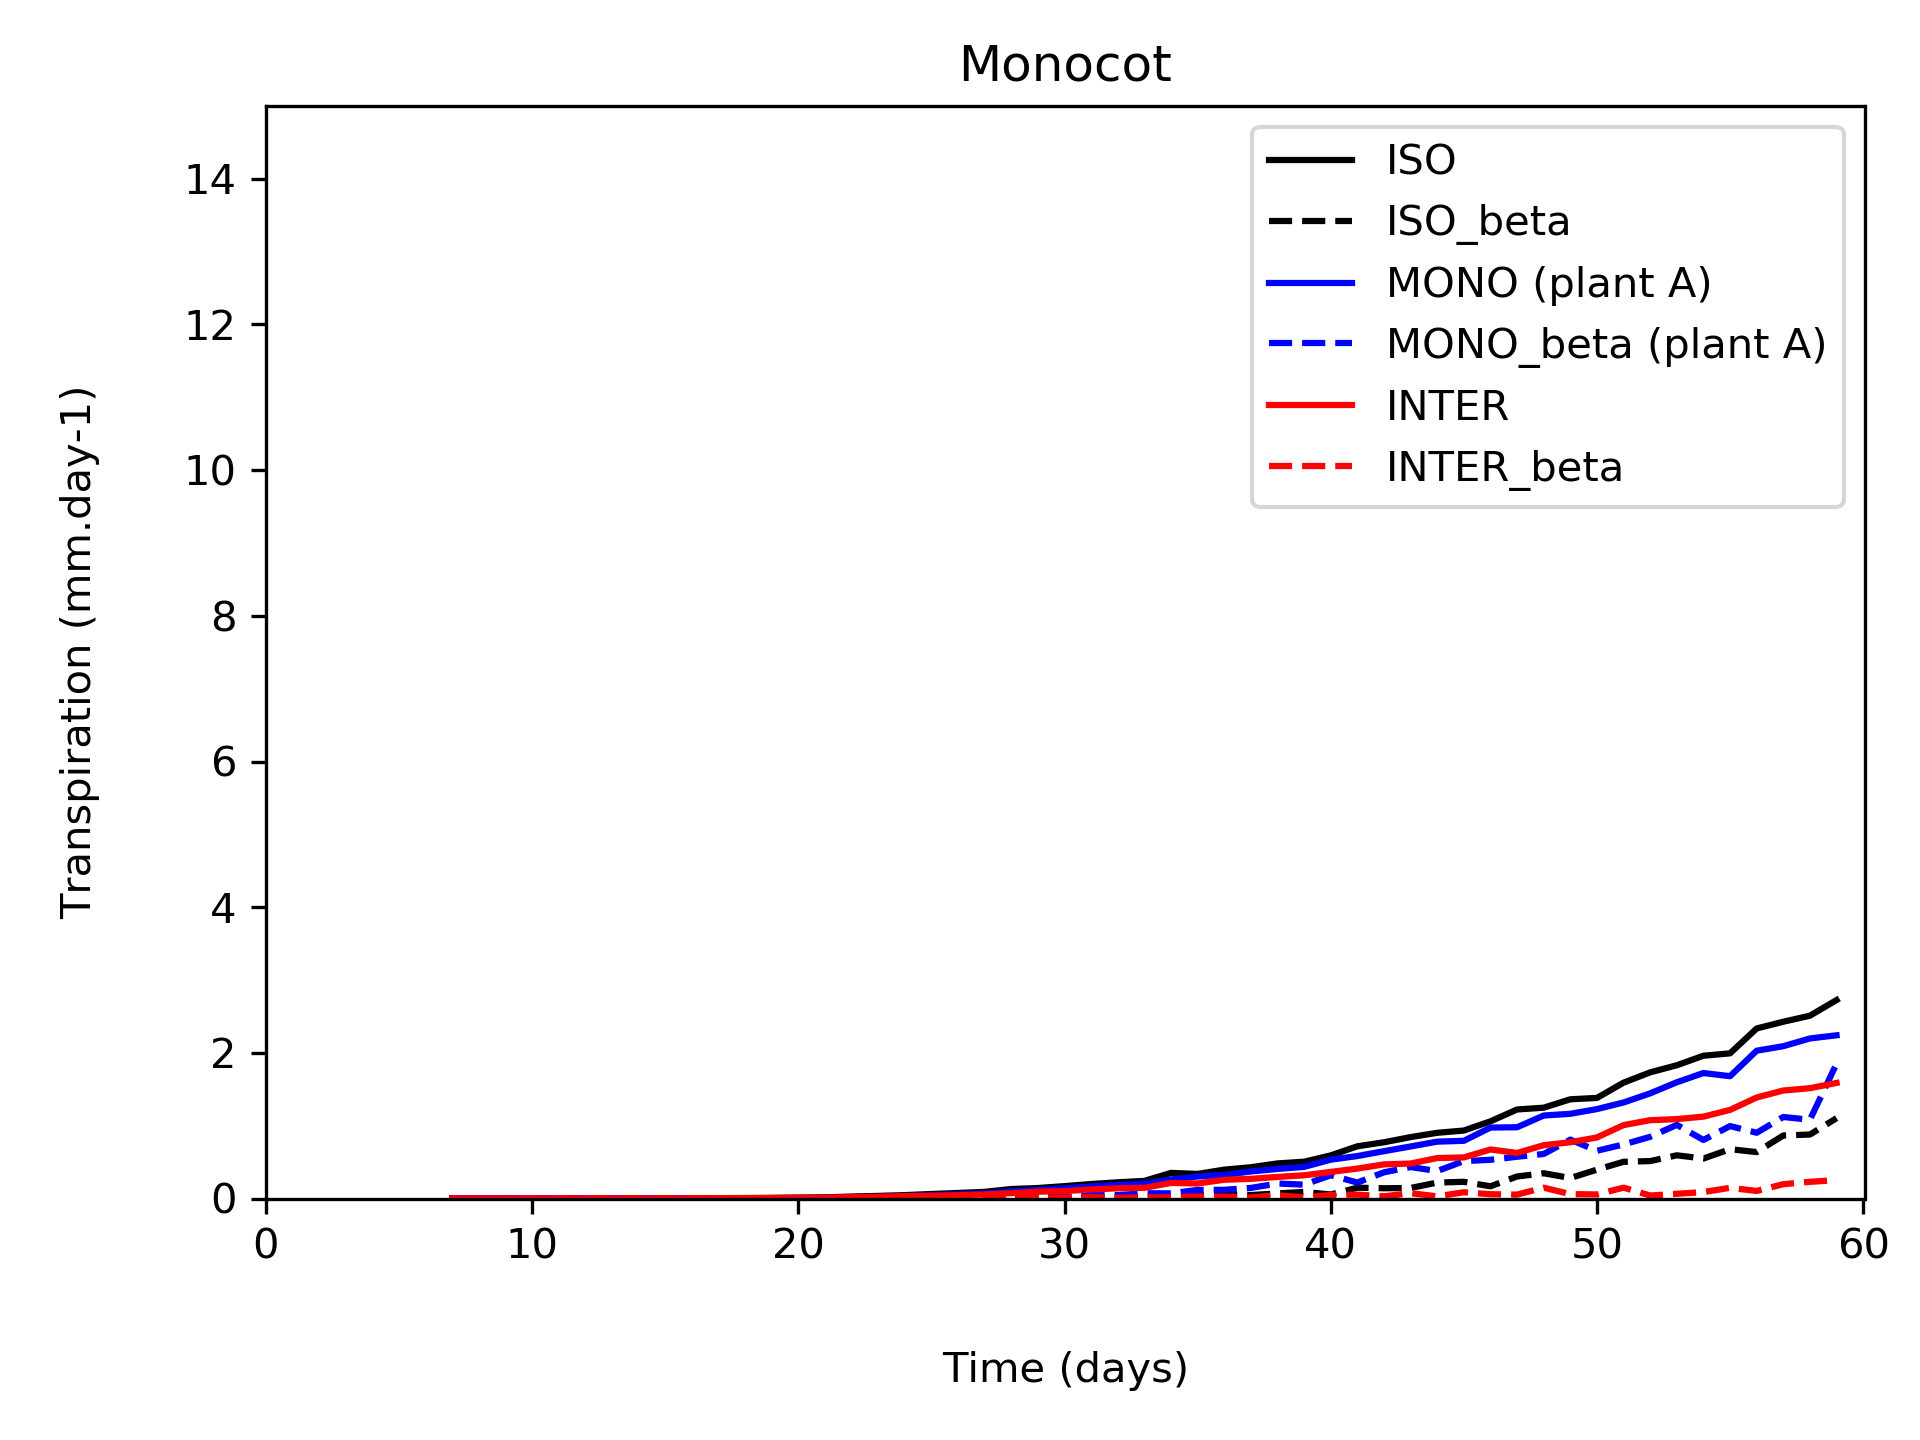 Monocot
ISO
ISO_beta
MONO (plant A)
MONO_beta (plant A)
INTER
INTER_beta
14
12
10
8
6
4
2
0
Transpiration (mm.day-1)
0 10 20 30 40 50 60
Time (days)